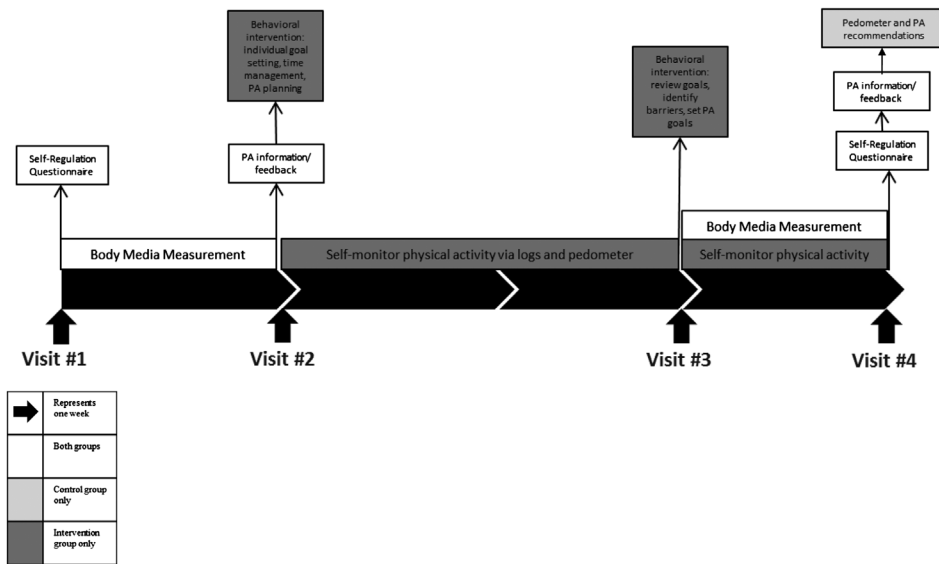 Behavioral
intervention:
individual goal
setting, time
management,
PA planning
Behavioral
intervention:
review goals,
identify
barriers, set PA
goals
Pedometer and PA
recommendations
PA information/
feedback
Self-Regulation
Questionnaire
Self-Regulation
Questionnaire
PA information/
feedback
Body Media Measurement
Body Media Measurement
Self-monitor physical activity via logs and pedometer
Self-monitor physical activity
Visit #1
Visit #2
Visit #3
Visit #4
Represents
one week
Both groups
Control group
only
Intervention
group only